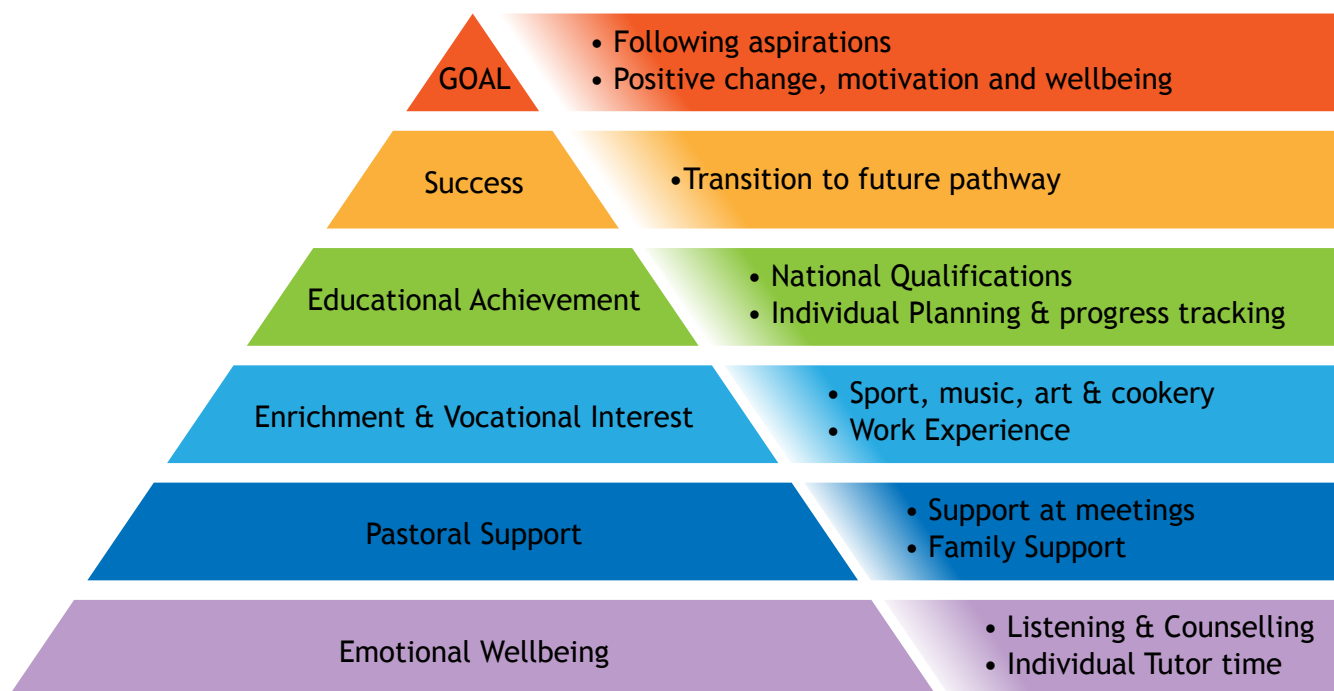 GOAL
• Following aspirations
• Positive change, motivation and wellbeing
Success
•Transition to future pathway
Educational Achievement
• National Qualifications
• Individual Planning & progress tracking
Enrichment & Vocational Interest
• Sport, music, art & cookery
• Work Experience
Pastoral Support
• Support at meetings
• Family Support
Emotional Wellbeing
• Listening & Counselling
• Individual Tutor time